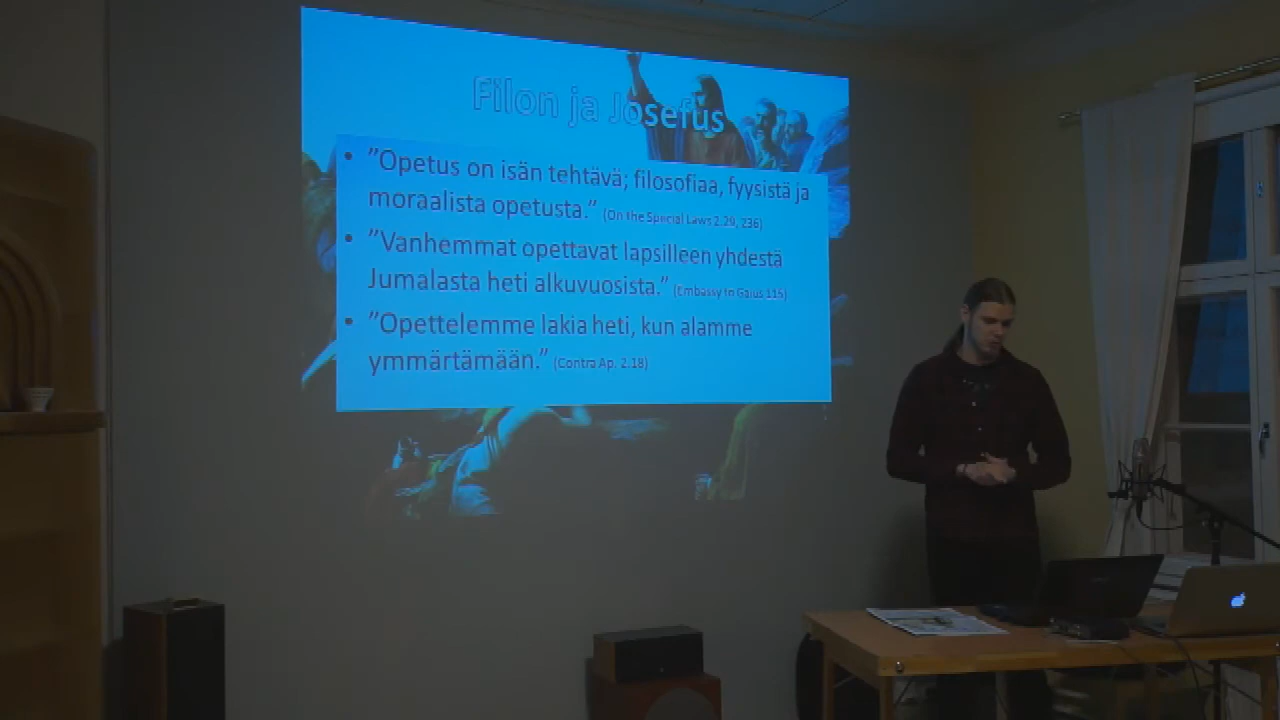 Filon ja Josefus
• ”Opetus on isän tehtävä; filosofiaa, fyysistä ja
moraalista opetusta.” (On the Special Laws 2.29, 236)
• ”Vanhemmat opettavat lapsilleen yhdestä
Jumalasta heti alkuvuosista.” (Embassy to Gaius 115)
• ”Opettelemme lakia heti, kun alamme
ymmärtämään.” (Contra Ap. 2.18)